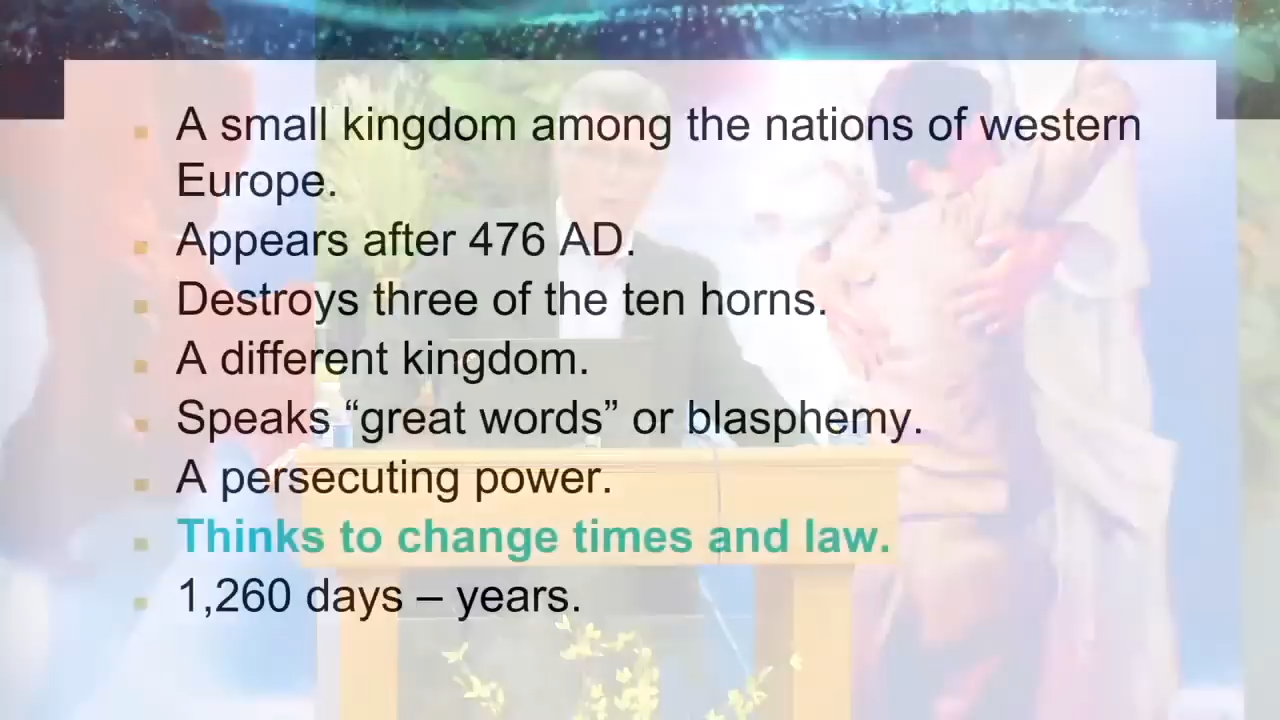 A small kingdom among the nations of western
Europe.
Appears after 476 AD.
Destroys three of the ten horns.
A different kingdom.
Speaks “great words” or blasphemy.
A persecuting power.
Thinks to change times and law.
1,260 days – years.